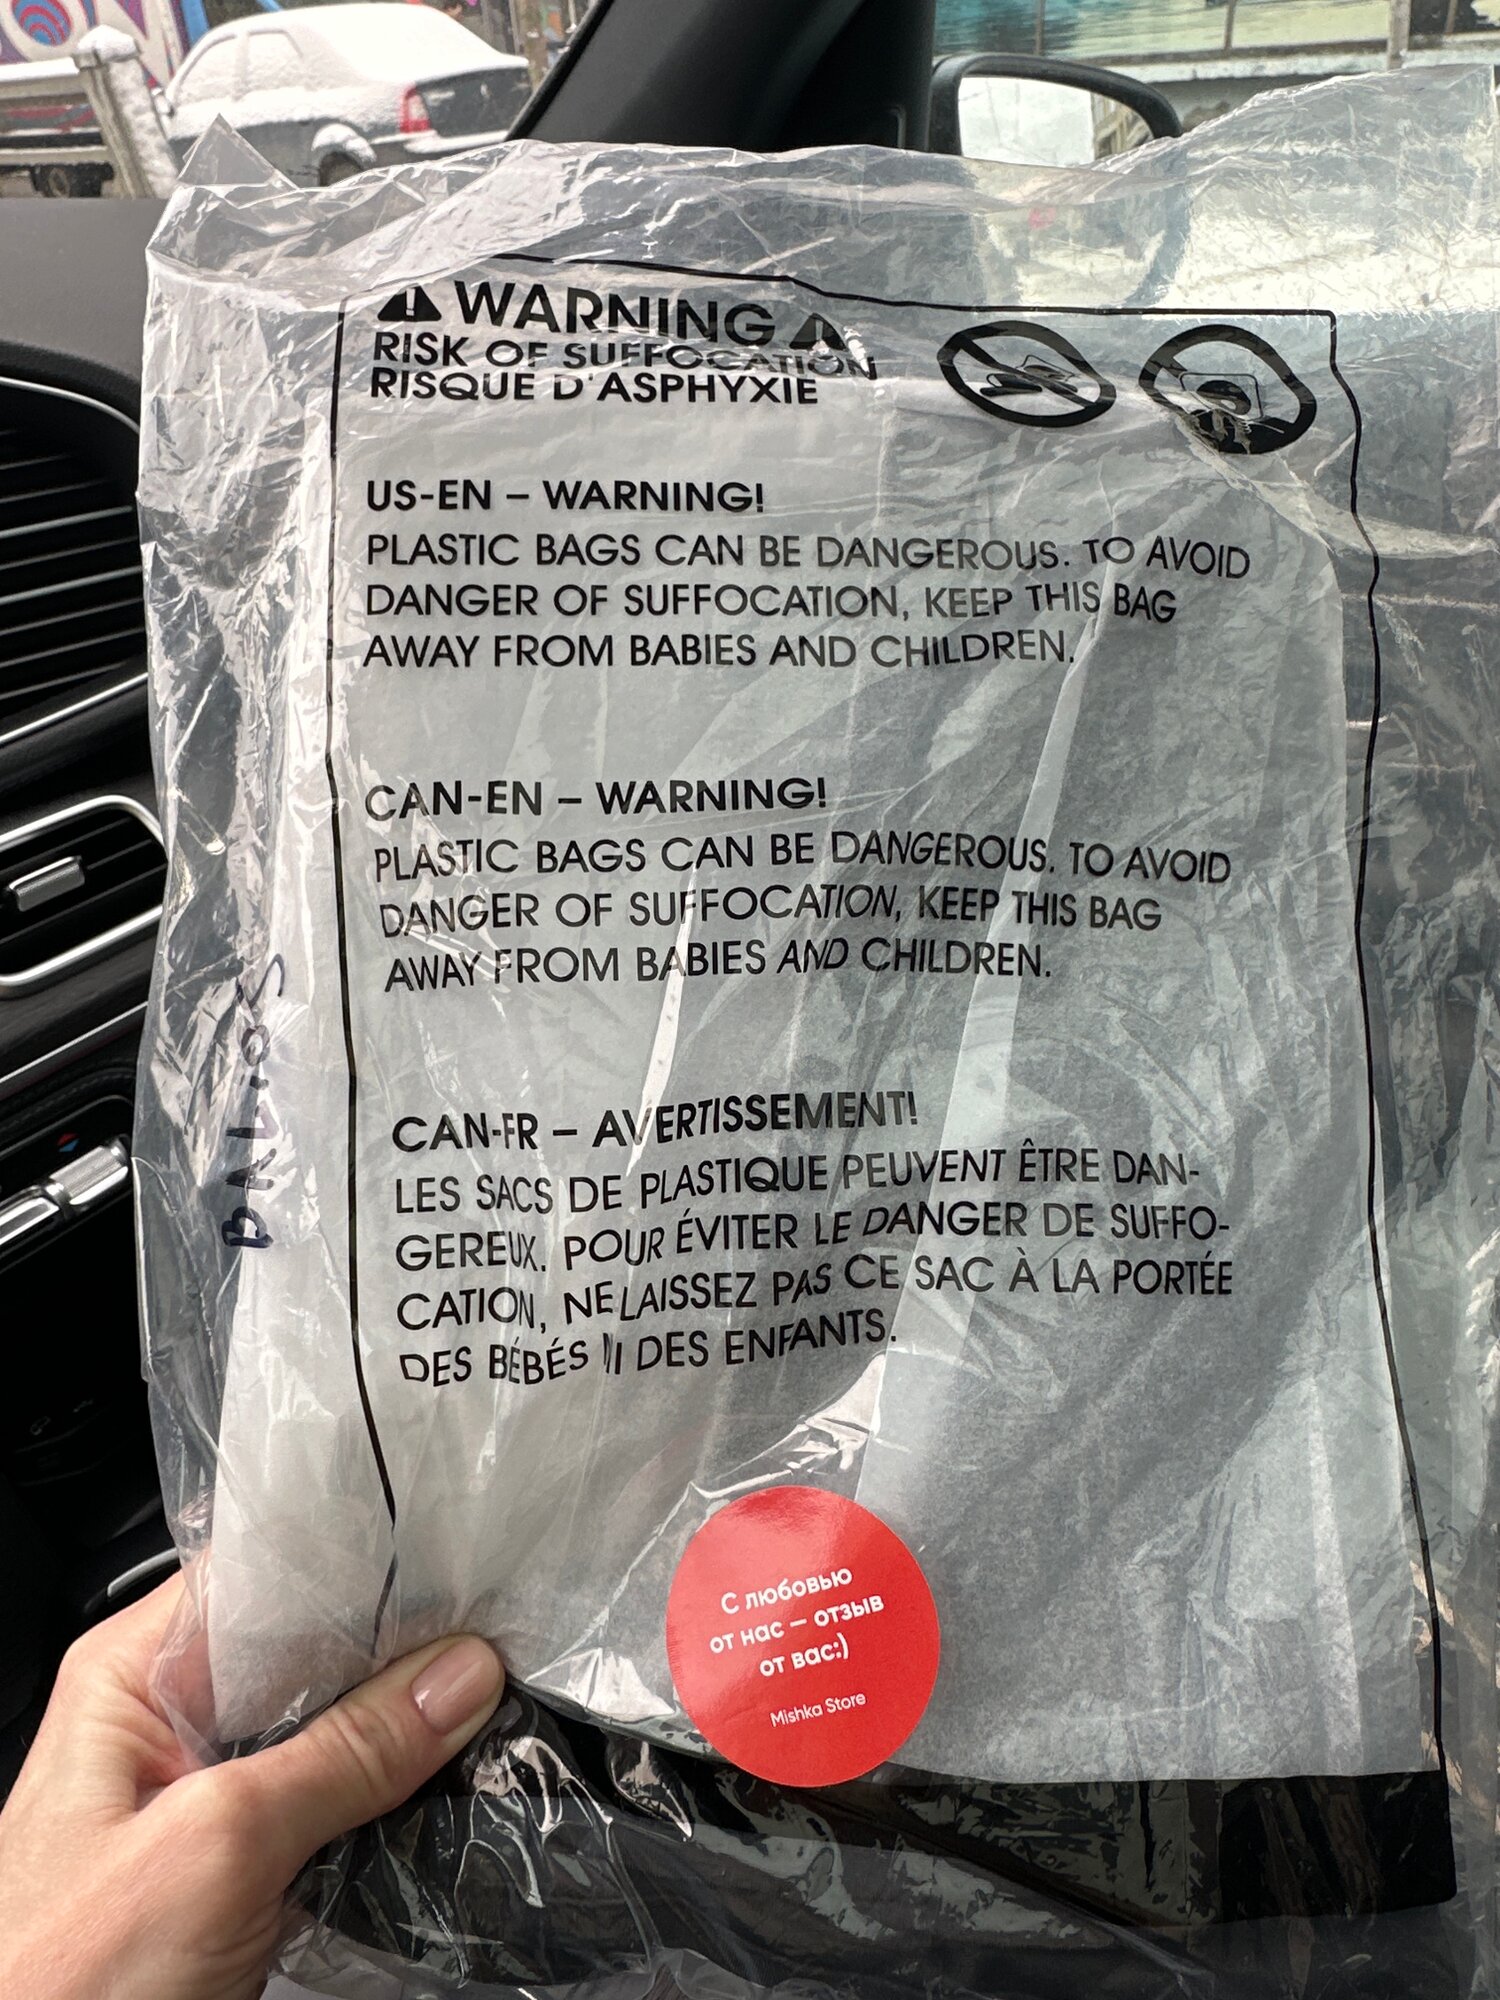 WARNING
RISK OF SUFFOCATION
RISQUE D'ASPHYXIE
US-EN – WARNING!
PLASTIC BAGS CAN BE DANGEROUS. TO AVOID
DANGER OF SUFFOCATION, KEEP THIS BAG
AWAY FROM BABIES AND CHILDREN.
CAN-EN – WARNING!
PLASTIC BAGS CAN BE DANGEROUS. TO AVOID
DANGER OF SUFFOCATION, KEEP THIS BAG
AWAY FROM BABIES AND CHILDREN.
CAN-FR – AVERTISSEMENT!
LES SACS DE PLASTIQUE PEUVENT ÊTRE DAN-
GEREUX. POUR ÉVITER LE DANGER DE SUFFO-
CATION, NE LAISSEZ PAS CE SAC À LA PORTÉE
DES BÉBÉS NI DES ENFANTS.
С любовью
от нас — отзыв
от вас:)
Mishka Store